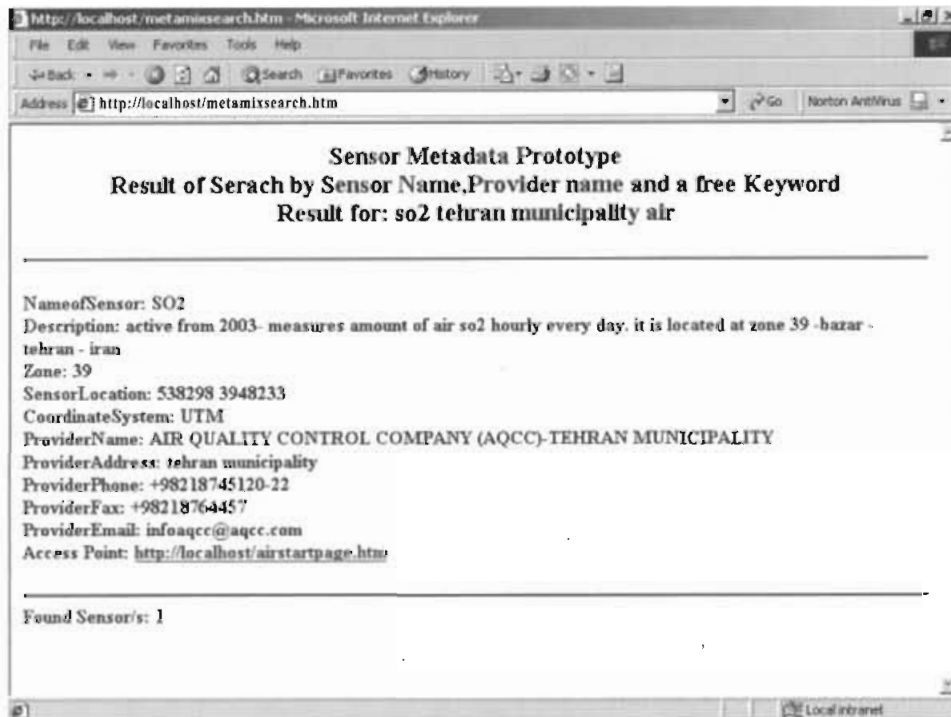 http://localhost/metamixsearch.htm - Microsoft Internet Explorer
File Edit View Favorites Tools Help
Back Search Favorites History
Address http://localhost/metamixsearch.htm Go Norton AntiVirus
Sensor Metadata Prototype
Result of Serach by Sensor Name,Provider name and a free Keyword
Result for: so2 tehran municipality air
NameofSensor: SO2
Description: active from 2003- measures amount of air so2 hourly every day. it is located at zone 39 -bazar -
tehran - iran
Zone: 39
SensorLocation: 538298 3948233
CoordinateSystem: UTM
ProviderName: AIR QUALITY CONTROL COMPANY (AQCC)-TEHRAN MUNICIPALITY
ProviderAddress: tehran municipality
ProviderPhone: +98218745120-22
ProviderFax: +98218764457
ProviderEmail: infoaqcc@aqcc.com
Access Point: http://localhost/airstartpage.htm
Found Sensor/s: 1
Local intranet